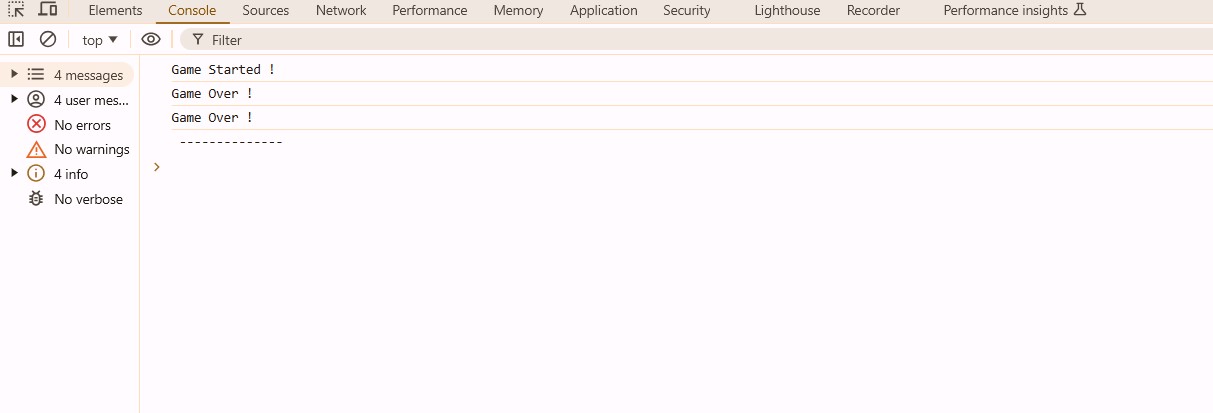 Elements Console Sources Network Performance Memory Application Security Lighthouse Recorder Performance insights
top Filter
4 messages
4 user mes...
No errors
No warnings
4 info
No verbose
Game Started !
Game Over !
Game Over !
--------------